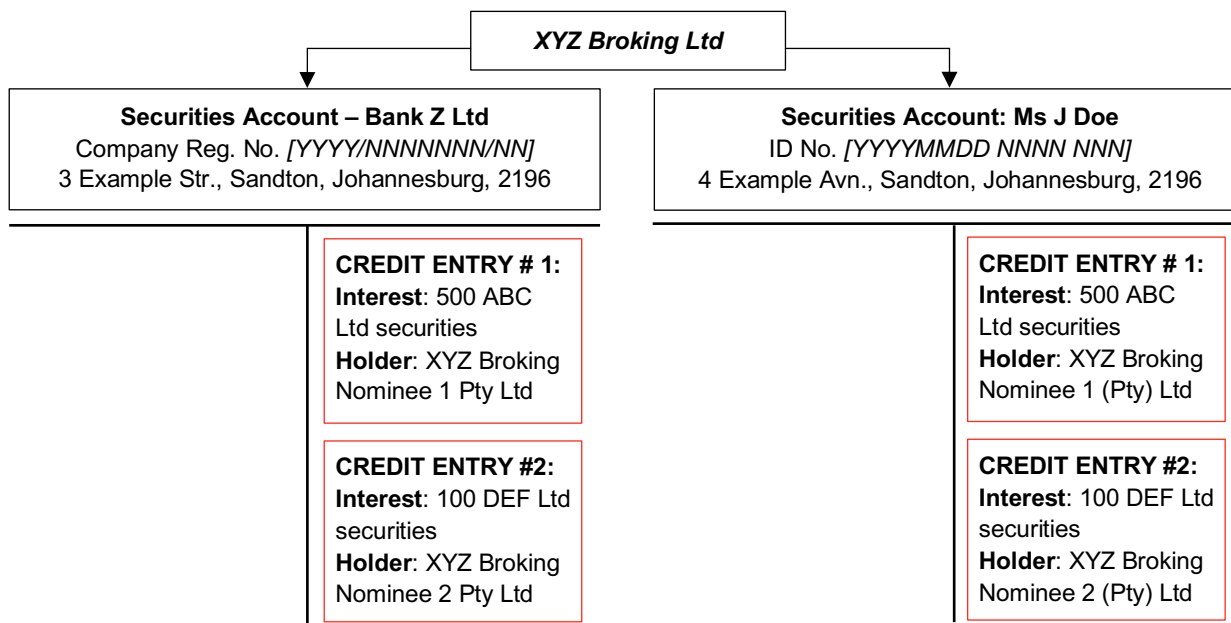 XYZ Broking Ltd
Securities Account – Bank Z Ltd
Company Reg. No. [YYYY/NNNNNNN/NN]
3 Example Str., Sandton, Johannesburg, 2196
CREDIT ENTRY # 1:
Interest: 500 ABC
Ltd securities
Holder: XYZ Broking
Nominee 1 Pty Ltd
CREDIT ENTRY #2:
Interest: 100 DEF Ltd
securities
Holder: XYZ Broking
Nominee 2 Pty Ltd
Securities Account: Ms J Doe
ID No. [YYYYMMDD NNNN NNN]
4 Example Avn., Sandton, Johannesburg, 2196
CREDIT ENTRY # 1:
Interest: 500 ABC
Ltd securities
Holder: XYZ Broking
Nominee 1 (Pty) Ltd
CREDIT ENTRY #2:
Interest: 100 DEF Ltd
securities
Holder: XYZ Broking
Nominee 2 (Pty) Ltd